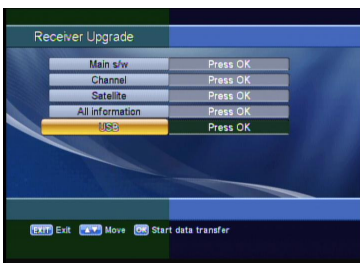 Receiver Upgrade
Main s/w Press OK
Channel Press OK
Satellite Press OK
All information Press OK
USB Press OK
EXIT Exit ▲▼ Move OK Start data transfer